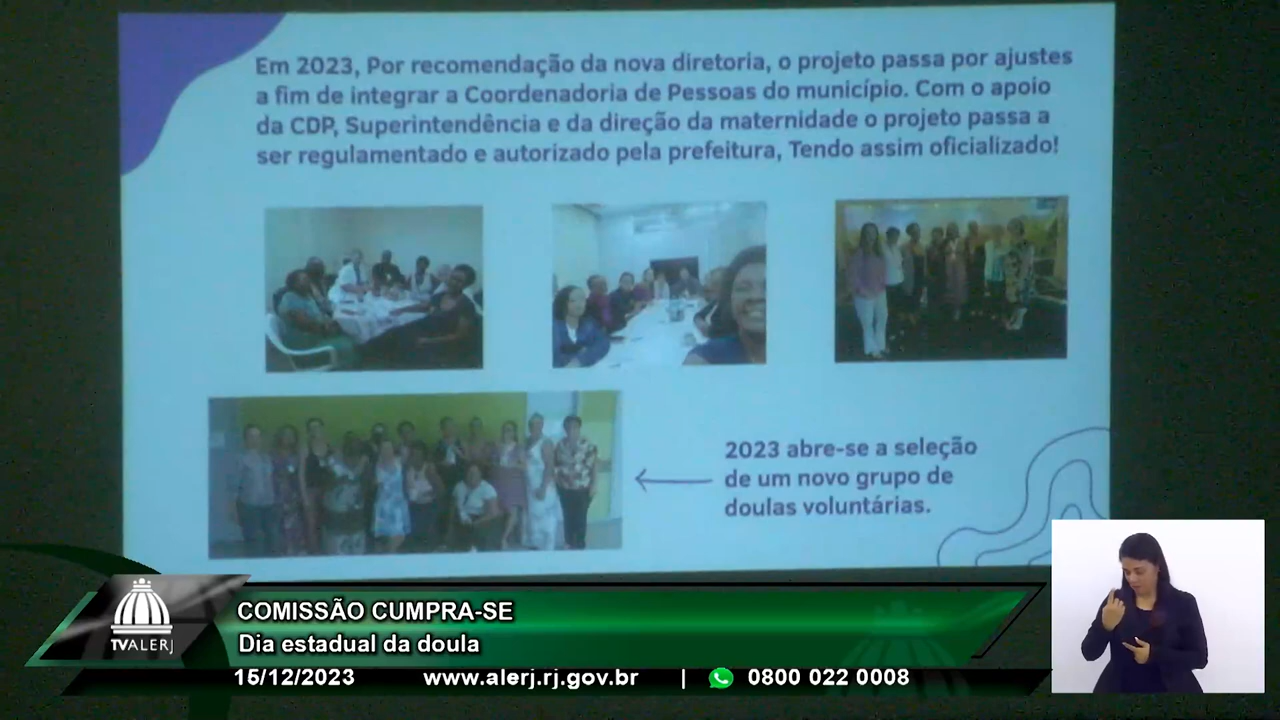 Em 2023, Por recomendação da nova diretoria, o projeto passa por ajustes
a fim de integrar a Coordenadoria de Pessoas do município. Com o apoio
da CDP, Superintendência e da direção da maternidade o projeto passa a
ser regulamentado e autorizado pela prefeitura, Tendo assim oficializado!
2023 abre-se a seleção
de um novo grupo de
doulas voluntárias.
TVALERJ
COMISSÃO CUMPRA-SE
Dia estadual da doula
15/12/2023 www.alerj.rj.gov.br | 0800 022 0008